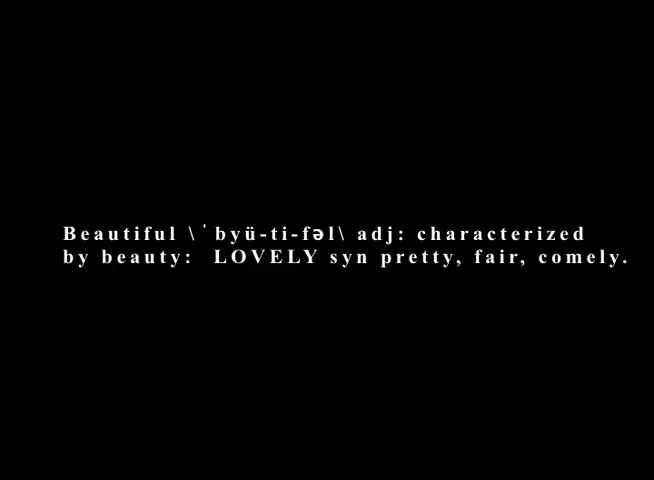 Beautiful \ˈbyü-ti-fəl\ adj: characterized
by beauty:  LOVELY syn pretty, fair, comely.